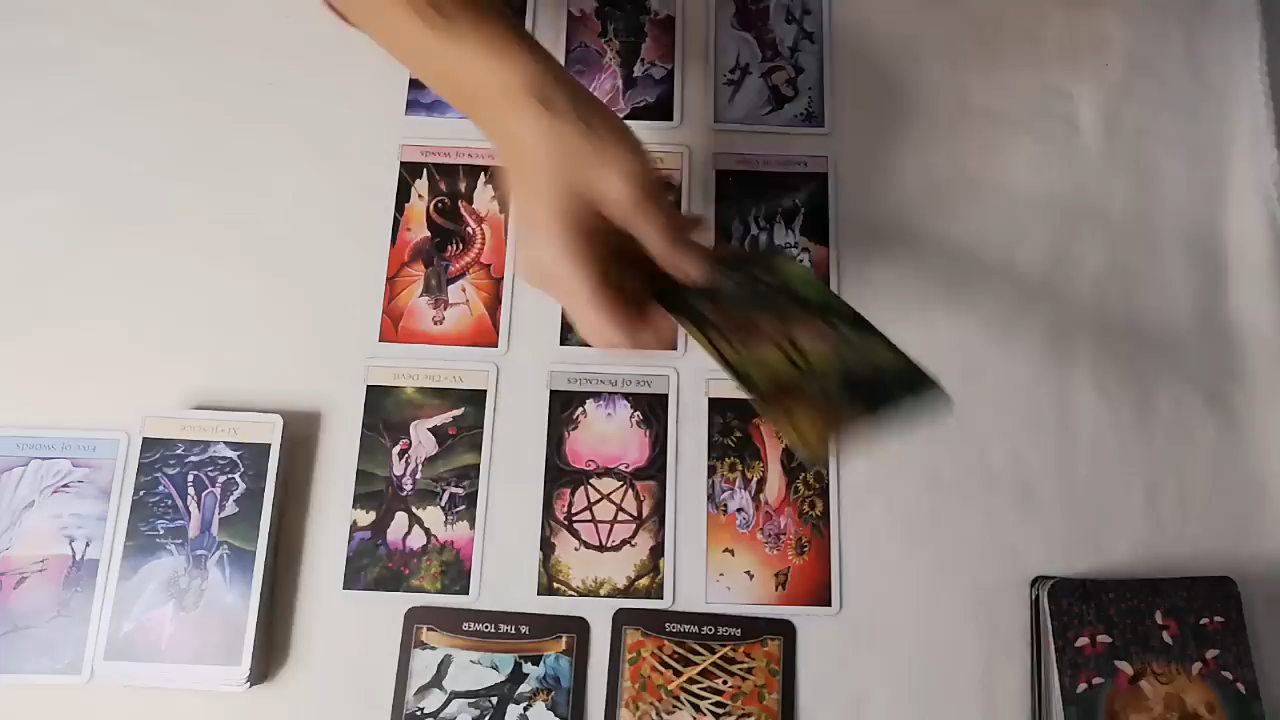 SEVEN OF WANDS
XV • THE DEVIL
ACE OF PENTACLES
FIVE OF SWORDS
XI • JUSTICE
16. THE TOWER
PAGE OF WANDS